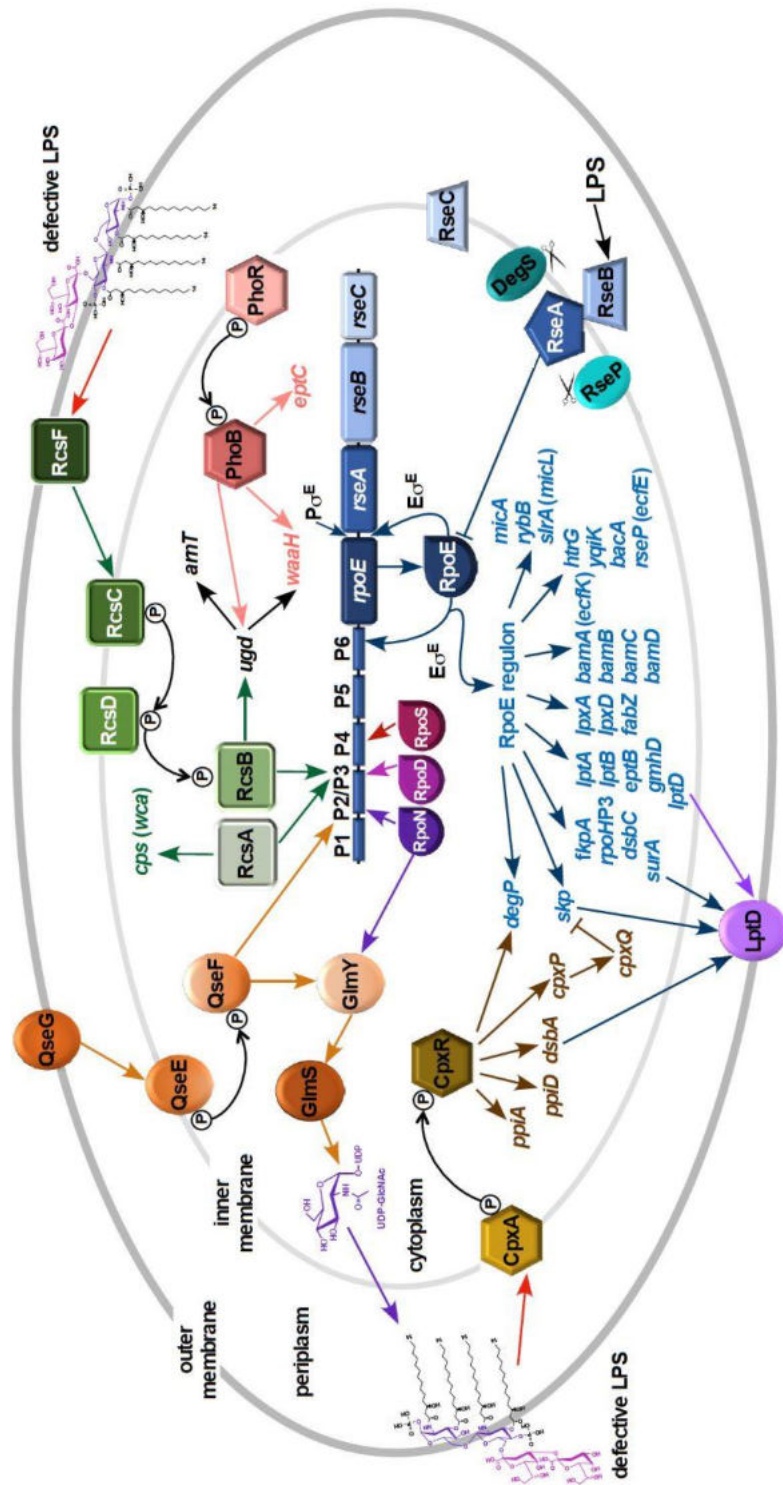 outer
membrane
inner
membrane
periplasm
cytoplasm
QseG
QseE
P
P
QseF
GlmY
GlmS
UDP-GlcNAc
cps (wca)
RcsA
RcsB
P
RcsD
P
RcsC
P
RcsF
defective LPS
ugd
arnT
waaH
PhoB
P
eptC
PhoR
P
P1
P2/P3
P4
P5
P6
RpoN
RpoD
RpoS
rpoE
rseA
rseB
rseC
PσE
EσE
EσE
RpoE
RpoE regulon
degP
skp
fkpA
rpoHP3
dsbC
surA
lptA
lptB
eptB
gmhD
lptD
lpxA
lpxD
fabZ
bamA (ecfK)
bamB
bamC
bamD
htrG
yqiK
bacA
rseP (ecfE)
micA
rybB
slrA (micL)
RseC
DegS
RseA
RseB
LPS
RseP
CpxA
P
CpxR
P
ppiA
ppiD
dsbA
cpxP
cpxQ
LptD
defective LPS